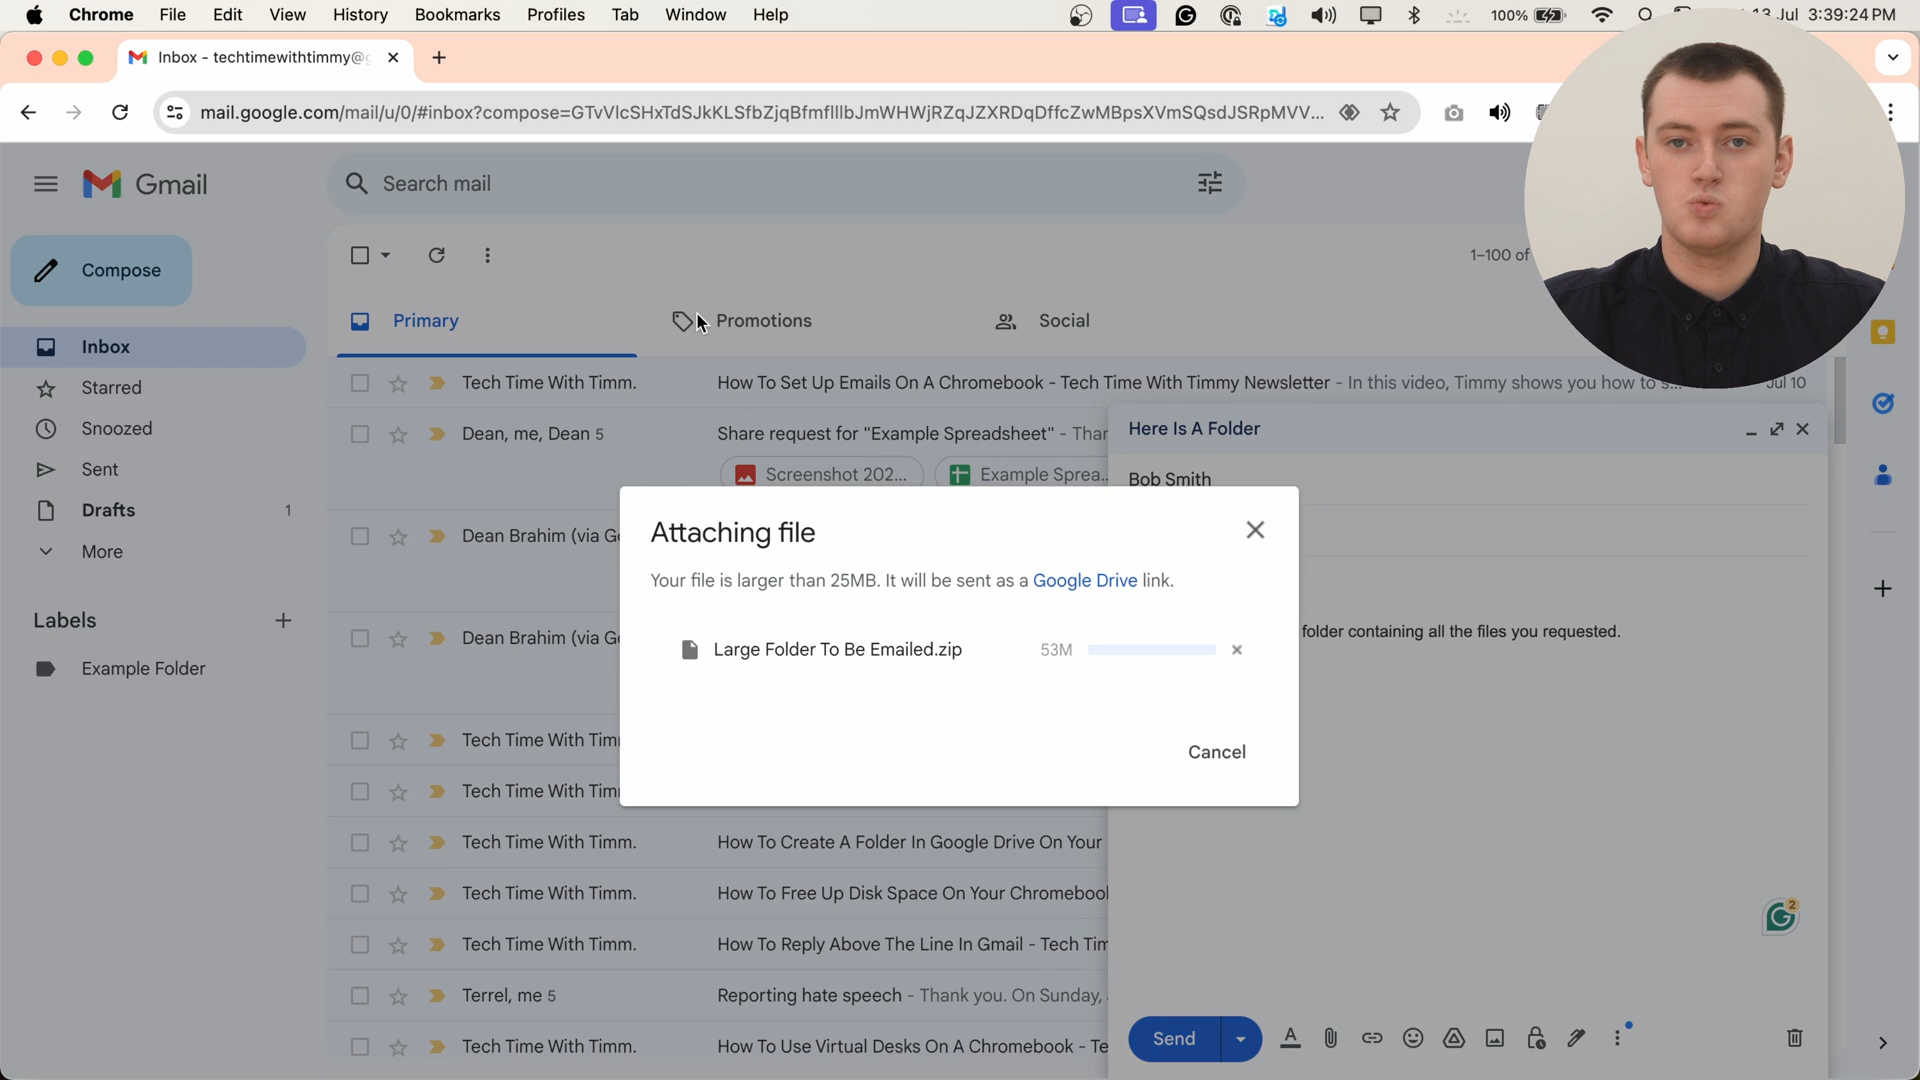 Chrome File Edit View History Bookmarks Profiles Tab Window Help 100% 13 Jul 3:39:24 PM
Inbox - techtimewithtimmy@
mail.google.com/mail/u/0/#inbox?compose=GTvVlcSHxTdSJkKLSfbZjqBfmflllbJmWHWjRZqJZXRDqDffcZwMBpsXVmSQsdJSRpMVV...
Gmail
Search mail
Compose
1–100 of
Primary
Promotions
Social
Inbox
Starred
Snoozed
Sent
Drafts 1
More
Labels
Example Folder
Tech Time With Timm. How To Set Up Emails On A Chromebook - Tech Time With Timmy Newsletter - In this video, Timmy shows you how to s... Jul 10
Dean, me, Dean 5 Share request for "Example Spreadsheet" - Than
Screenshot 202... Example Sprea...
Dean Brahim (via Go
Dean Brahim (via Go
Tech Time With Tim
Tech Time With Tim
Tech Time With Timm. How To Create A Folder In Google Drive On Your
Tech Time With Timm. How To Free Up Disk Space On Your Chromebook
Tech Time With Timm. How To Reply Above The Line In Gmail - Tech Tim
Terrel, me 5 Reporting hate speech - Thank you. On Sunday,
Tech Time With Timm. How To Use Virtual Desks On A Chromebook - Te
Here Is A Folder
Bob Smith
folder containing all the files you requested.
2
Send
Attaching file
Your file is larger than 25MB. It will be sent as a Google Drive link.
Large Folder To Be Emailed.zip 53M
Cancel